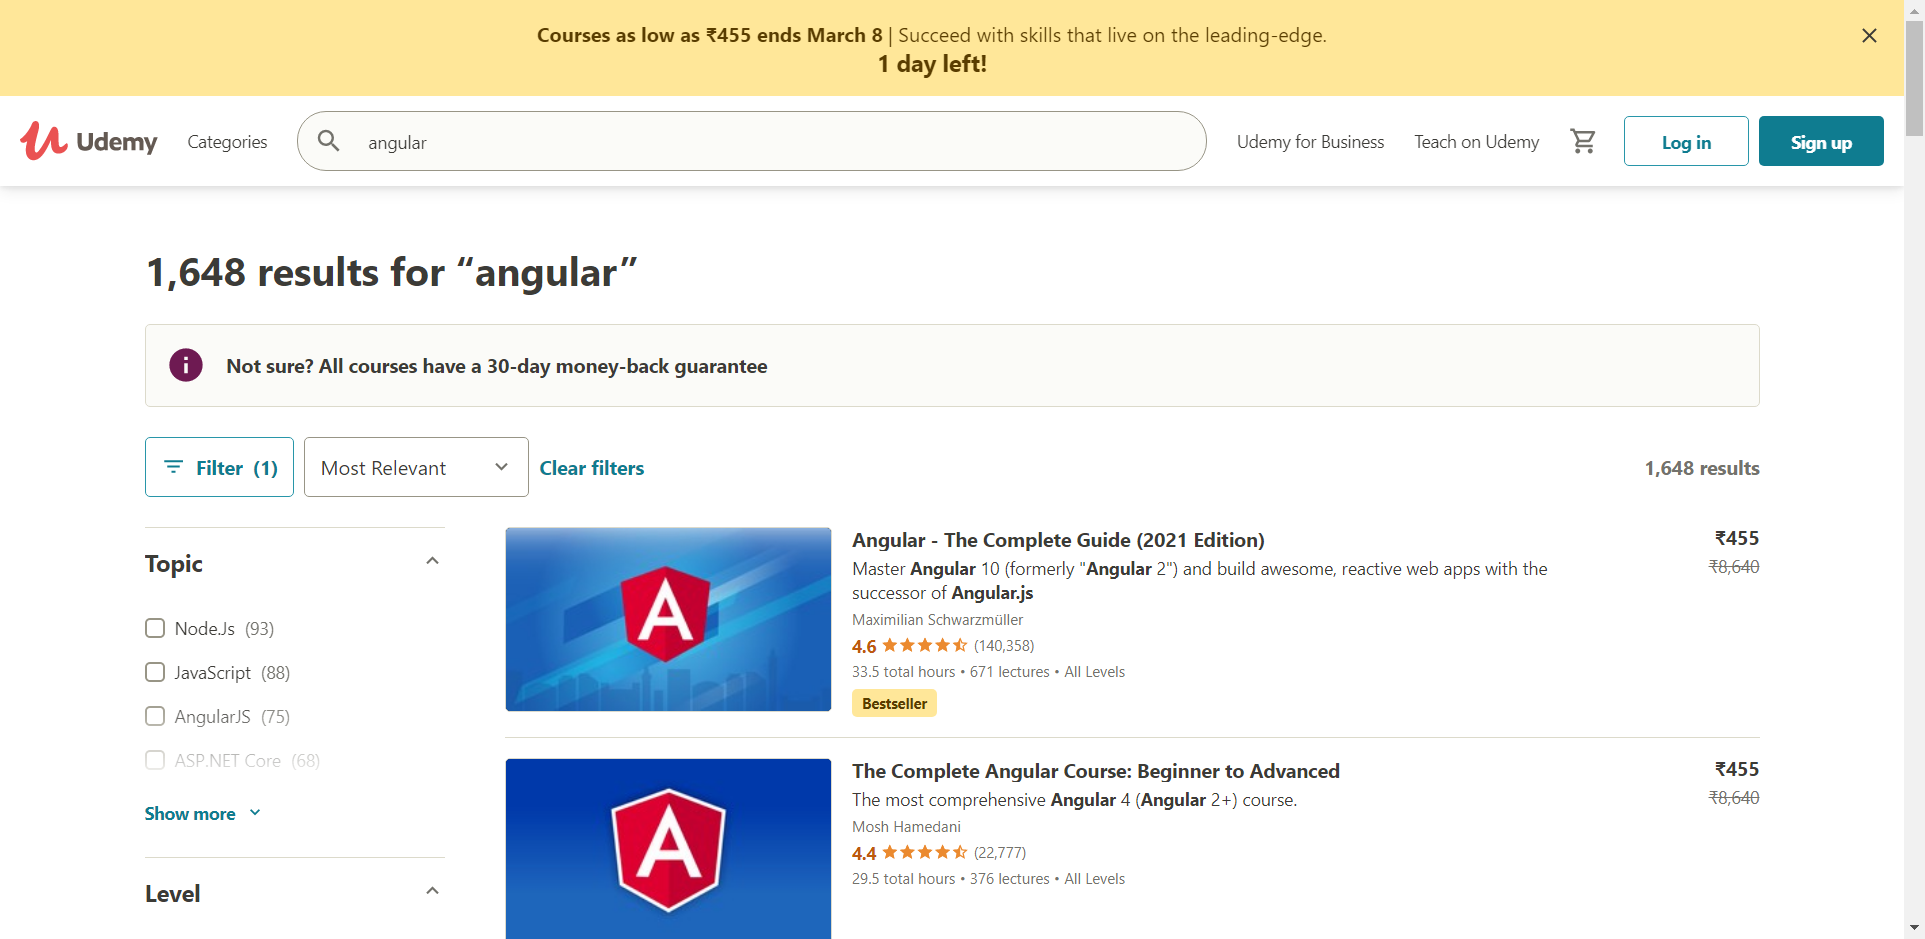 Courses as low as ₹455 ends March 8 | Succeed with skills that live on the leading-edge.
1 day left!
Udemy
Categories
angular
Udemy for Business
Teach on Udemy
Log in
Sign up
1,648 results for “angular”
Not sure? All courses have a 30-day money-back guarantee
Filter (1)
Most Relevant
Clear filters
1,648 results
Topic
Node.Js (93)
JavaScript (88)
AngularJS (75)
ASP.NET Core (68)
Show more
Level
Angular - The Complete Guide (2021 Edition)
₹455
Master Angular 10 (formerly "Angular 2") and build awesome, reactive web apps with the
₹8,640
successor of Angular.js
Maximilian Schwarzmüller
4.6 (140,358)
33.5 total hours • 671 lectures • All Levels
Bestseller
The Complete Angular Course: Beginner to Advanced
₹455
The most comprehensive Angular 4 (Angular 2+) course.
₹8,640
Mosh Hamedani
4.4 (22,777)
29.5 total hours • 376 lectures • All Levels